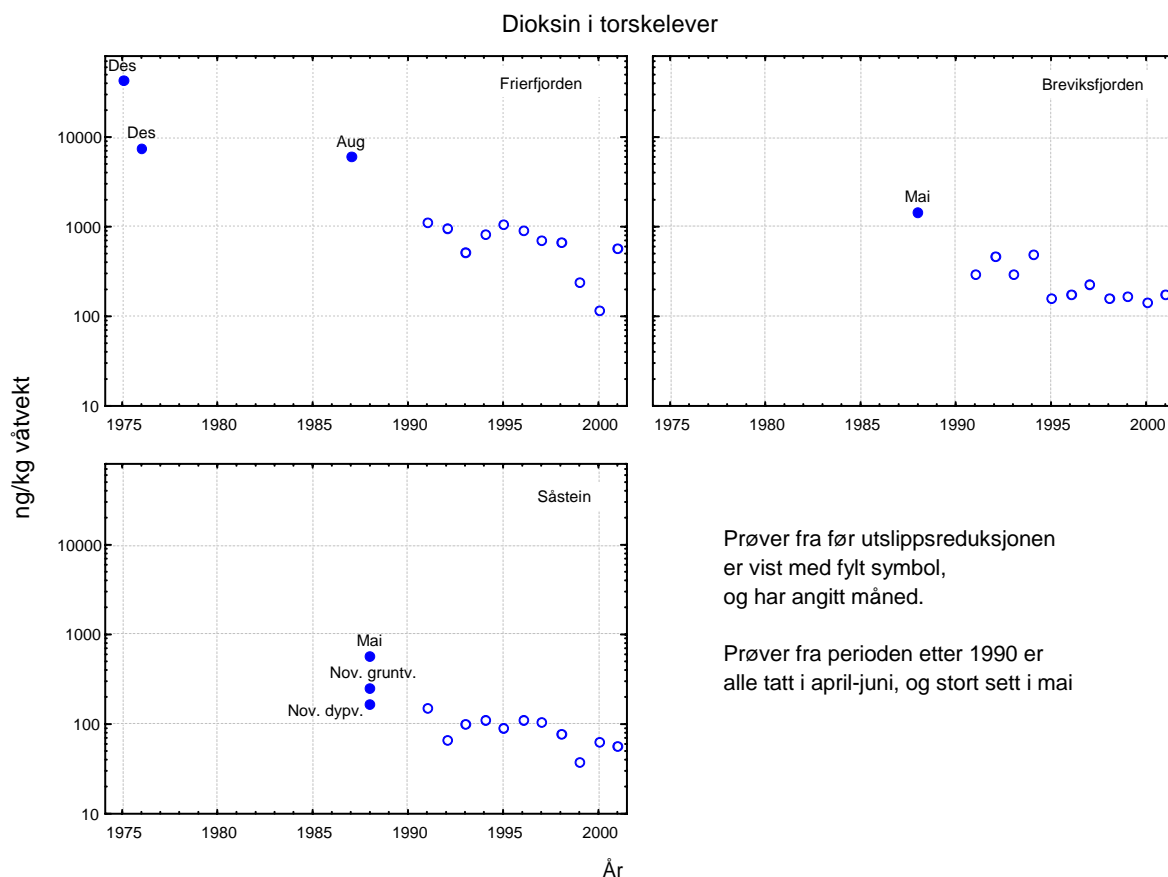 Dioksin i torskelever
Des
Frierfjorden
Breviksfjorden
10000
Des
Aug
Mai
1000
100
10
1975 1980 1985 1990 1995 2000
1975 1980 1985 1990 1995 2000
ng/kg våtvekt
Såstein
10000
1000
Mai
Nov. gruntv.
Nov. dypv.
100
10
1975 1980 1985 1990 1995 2000
År
Prøver fra før utslippsreduksjonen
er vist med fylt symbol,
og har angitt måned.
Prøver fra perioden etter 1990 er
alle tatt i april-juni, og stort sett i mai